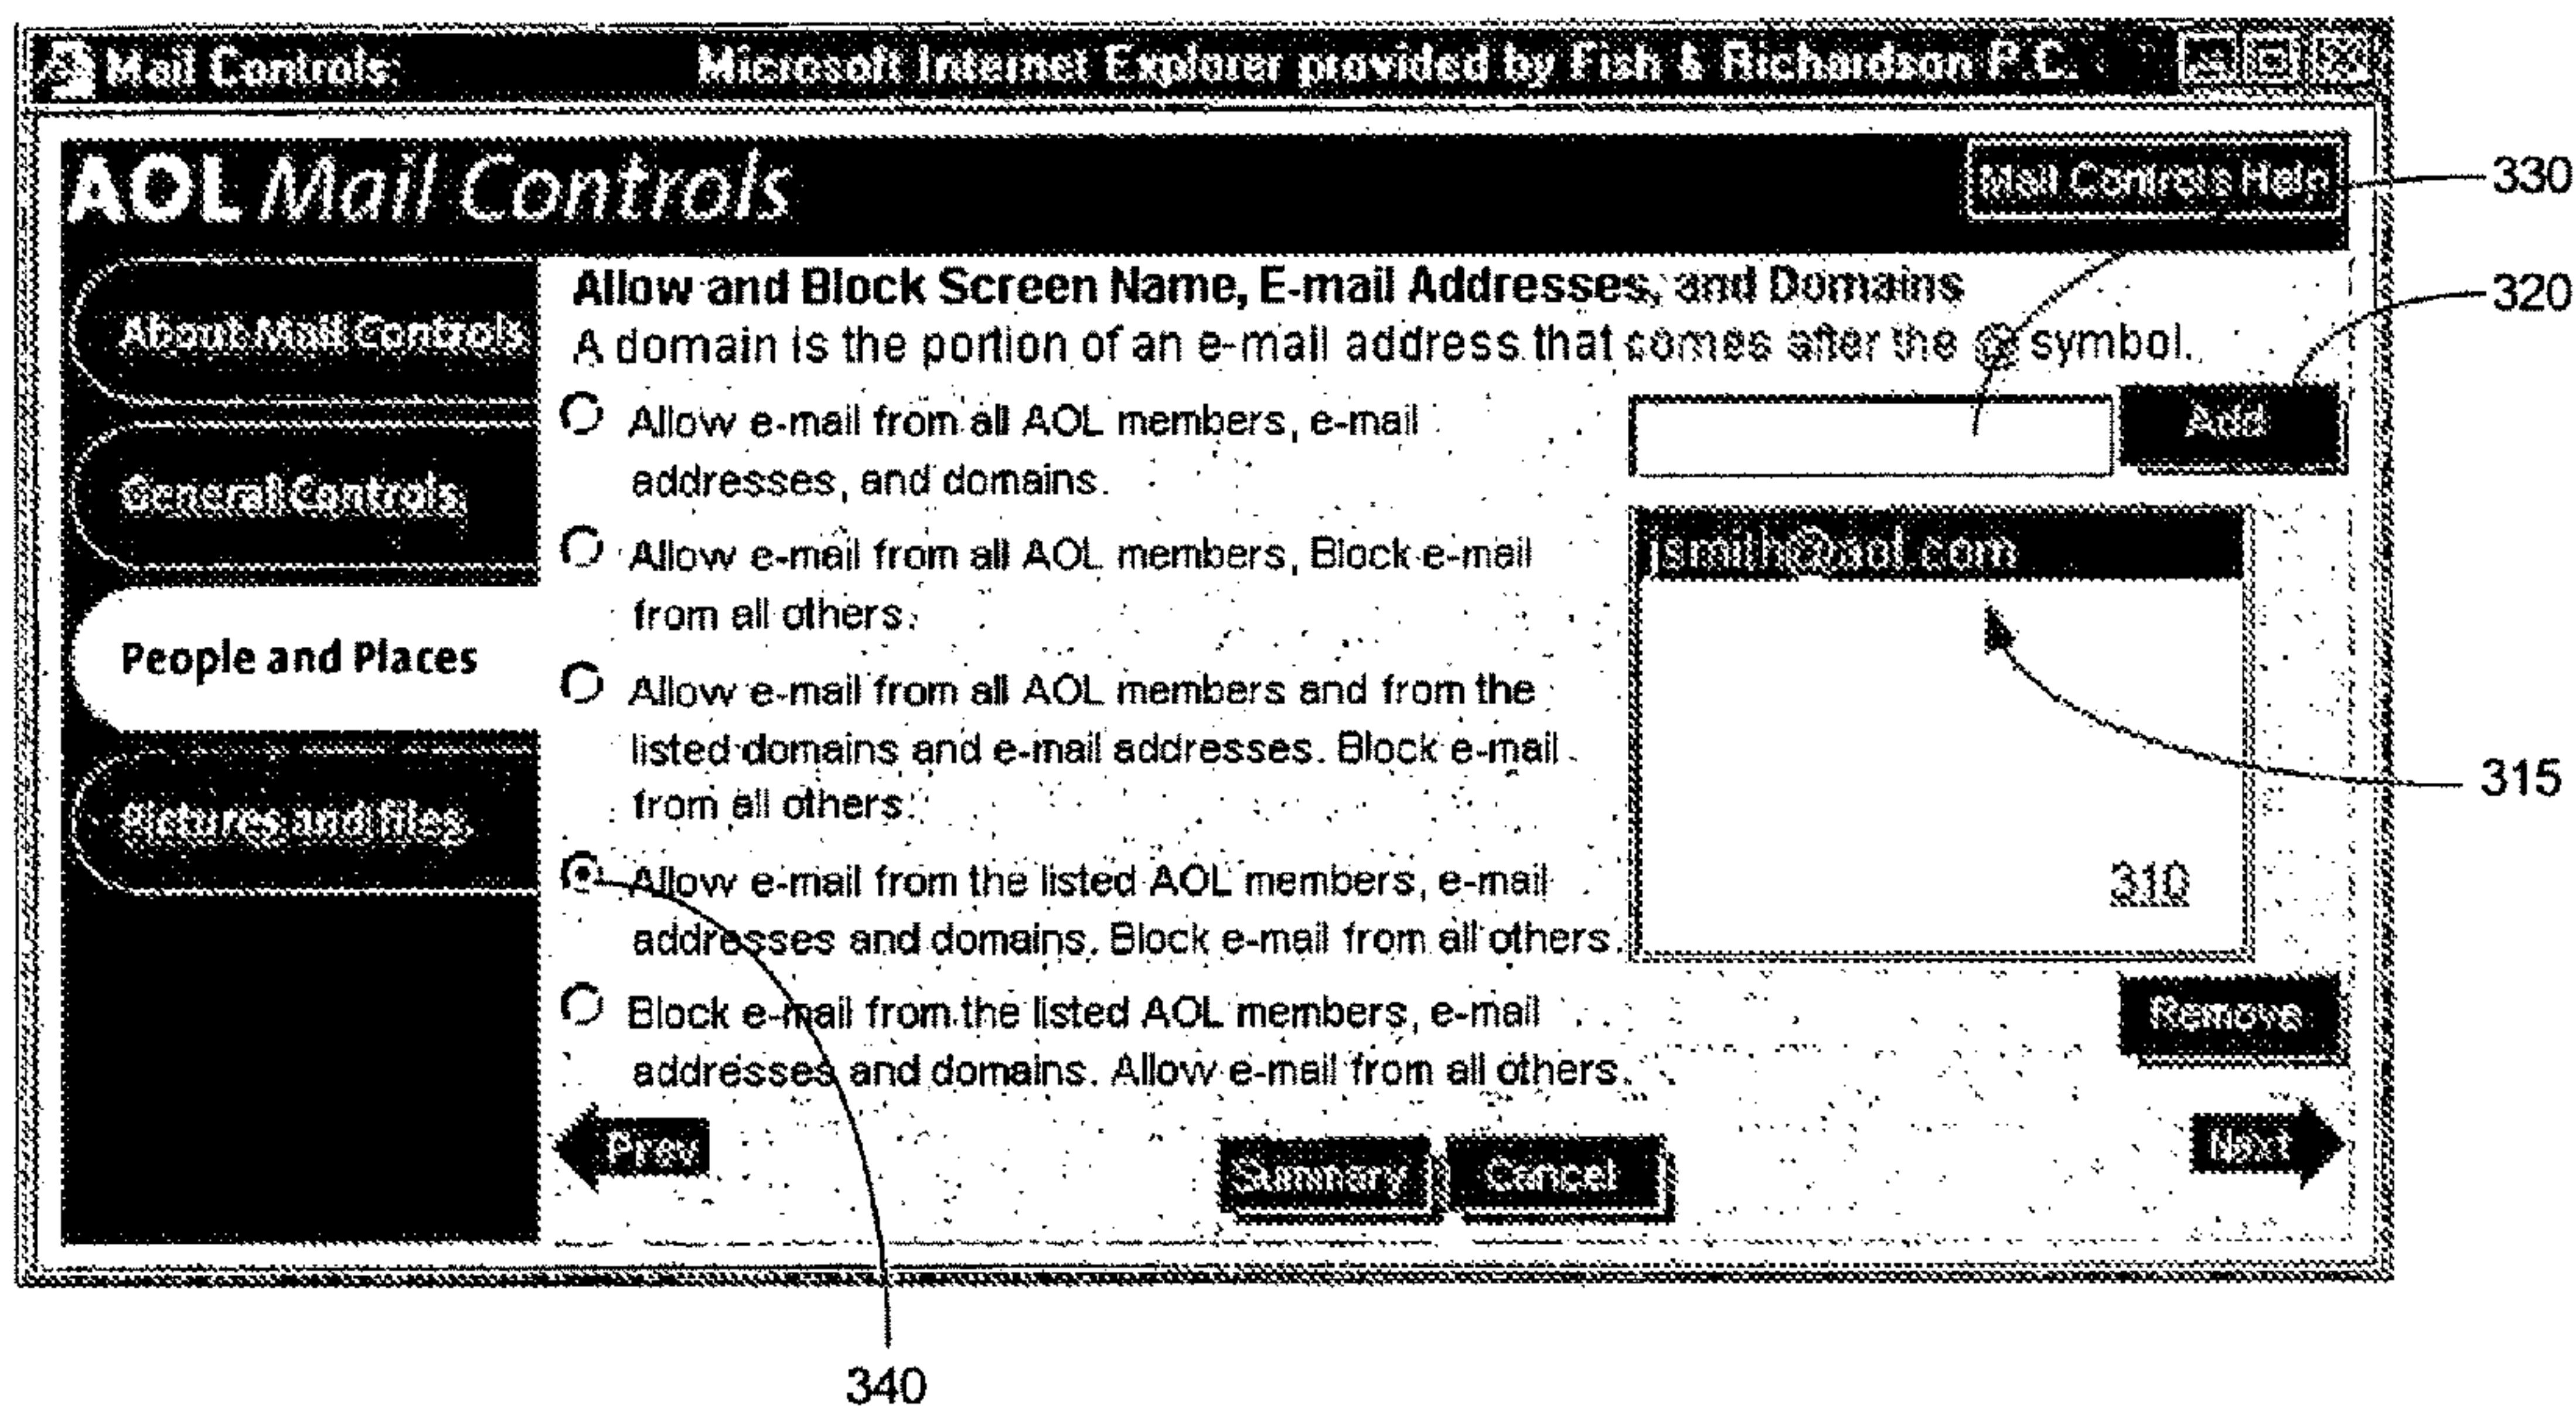 Mail Controls: Microsoft Internet Explorer provided by Fish & Richardson P.C.
AOL Mail Controls
Mail Controls Help
330
About Mail Controls
General Controls
People and Places
Pictures and files
Allow and Block Screen Name, E-mail Addresses, and Domains
A domain is the portion of an e-mail address that comes after the @ symbol.
320
Allow e-mail from all AOL members, e-mail
addresses, and domains.
Allow e-mail from all AOL members, Block e-mail
from all others.
Allow e-mail from all AOL members and from the
listed domains and e-mail addresses. Block e-mail
from all others.
Allow e-mail from the listed AOL members, e-mail
addresses and domains. Block e-mail from all others.
Block e-mail from the listed AOL members, e-mail
addresses and domains. Allow e-mail from all others.
Add
jsmith@aol.com
315
310
Remove
Prev
Summary
Cancel
Next
340